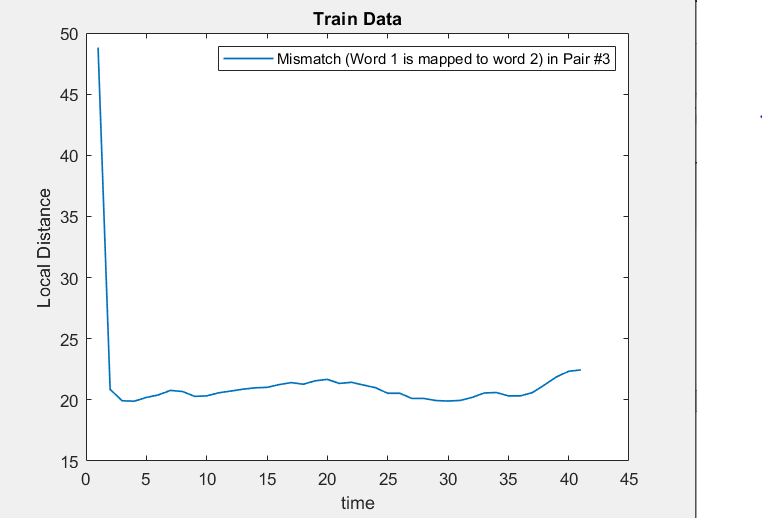 Train Data
Mismatch (Word 1 is mapped to word 2) in Pair #3
Local Distance
50
45
40
35
30
25
20
15
0 5 10 15 20 25 30 35 40 45
time